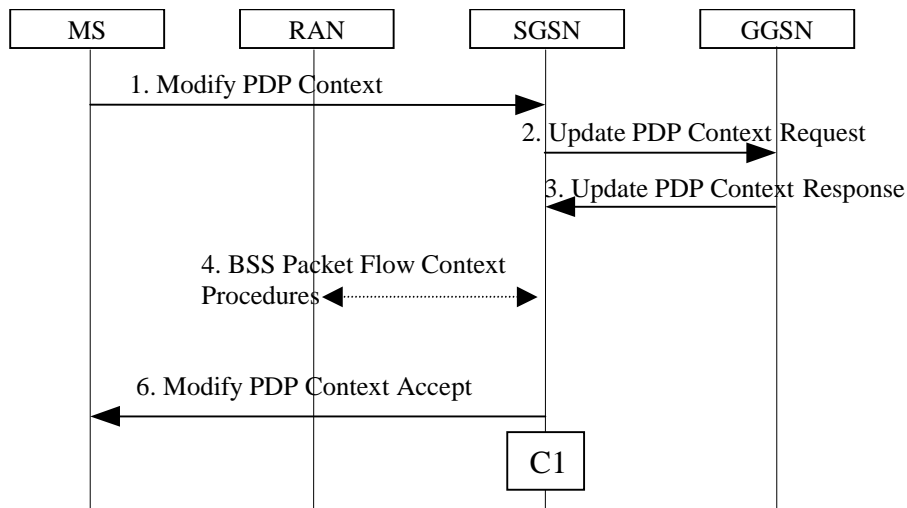 MS
RAN
SGSN
GGSN
1. Modify PDP Context
2. Update PDP Context Request
3. Update PDP Context Response
4. BSS Packet Flow Context
Procedures
6. Modify PDP Context Accept
C1